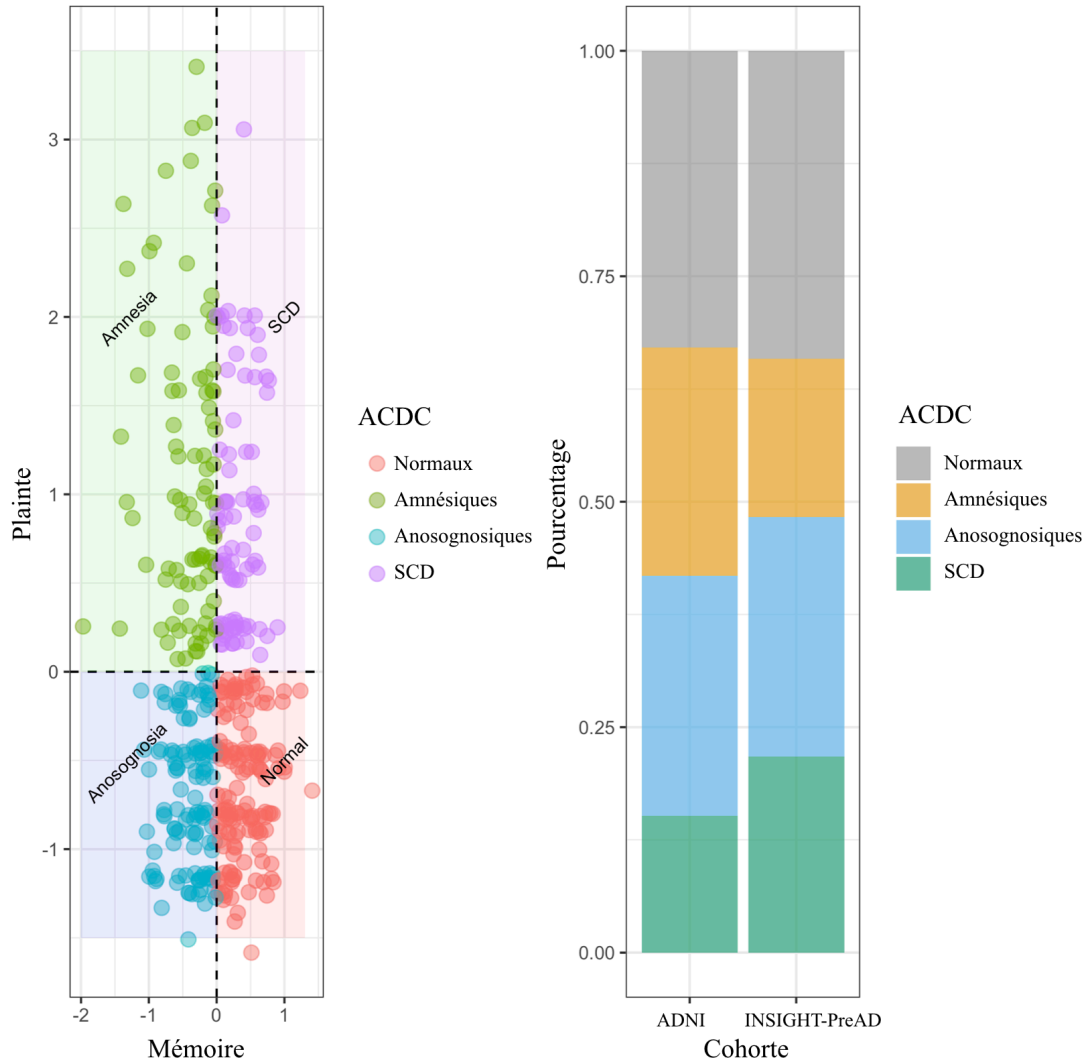 3
2
1
0
-1
-2
-1
0
1
Plainte
Mémoire
Amnesia
SCD
Anosognosia
Normal
ACDC
Normaux
Amnésiques
Anosognosiques
SCD
1.00
0.75
0.50
0.25
0.00
Pourcentage
ADNI
INSIGHT-PreAD
Cohorte
ACDC
Normaux
Amnésiques
Anosognosiques
SCD